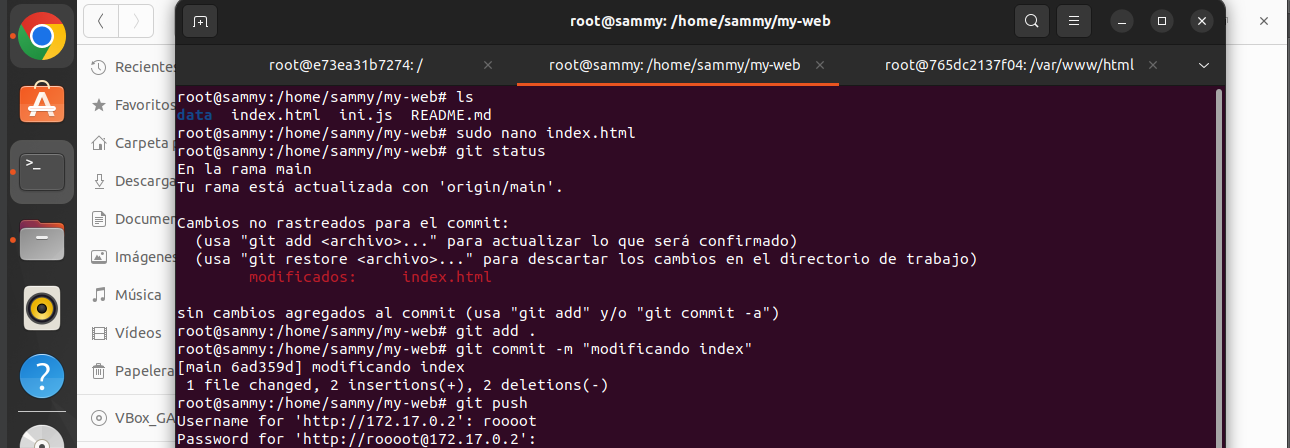 root@sammy: /home/sammy/my-web
root@e73ea31b7274: /
root@sammy: /home/sammy/my-web
root@765dc2137f04: /var/www/html
Recientes
Favoritos
Carpeta
Descarga
Documen
Imágenes
Música
Vídeos
Papelera
VBox_GA
root@sammy:/home/sammy/my-web# ls
data index.html ini.js README.md
root@sammy:/home/sammy/my-web# sudo nano index.html
root@sammy:/home/sammy/my-web# git status
En la rama main
Tu rama está actualizada con 'origin/main'.
Cambios no rastreados para el commit:
(usa "git add <archivo>..." para actualizar lo que será confirmado)
(usa "git restore <archivo>..." para descartar los cambios en el directorio de trabajo)
modificados: index.html
sin cambios agregados al commit (usa "git add" y/o "git commit -a")
root@sammy:/home/sammy/my-web# git add .
root@sammy:/home/sammy/my-web# git commit -m "modificando index"
[main 6ad359d] modificando index
1 file changed, 2 insertions(+), 2 deletions(-)
root@sammy:/home/sammy/my-web# git push
Username for 'http://172.17.0.2': roooot
Password for 'http://roooot@172.17.0.2':